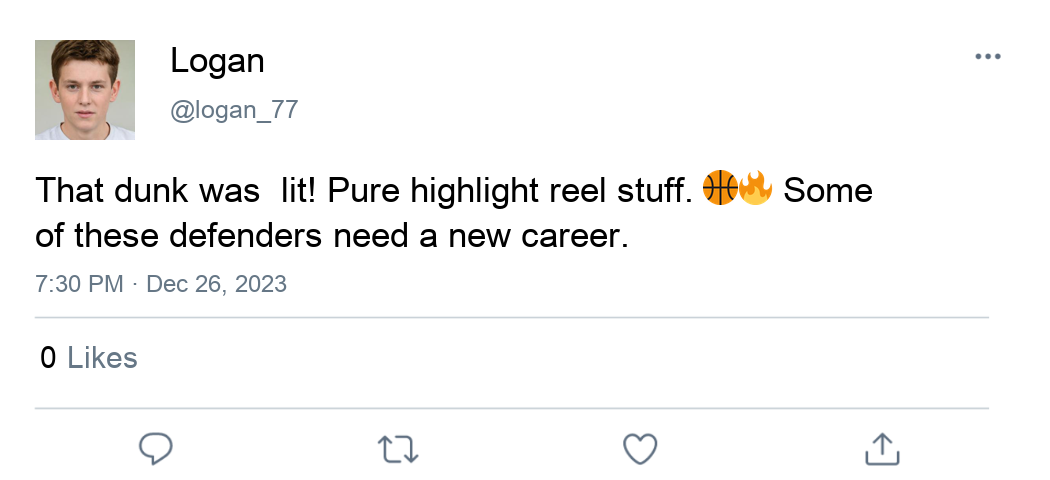 Logan
@logan_77
That dunk was  lit! Pure highlight reel stuff. 🏀🔥 Some
of these defenders need a new career.
7:30 PM · Dec 26, 2023
0 Likes